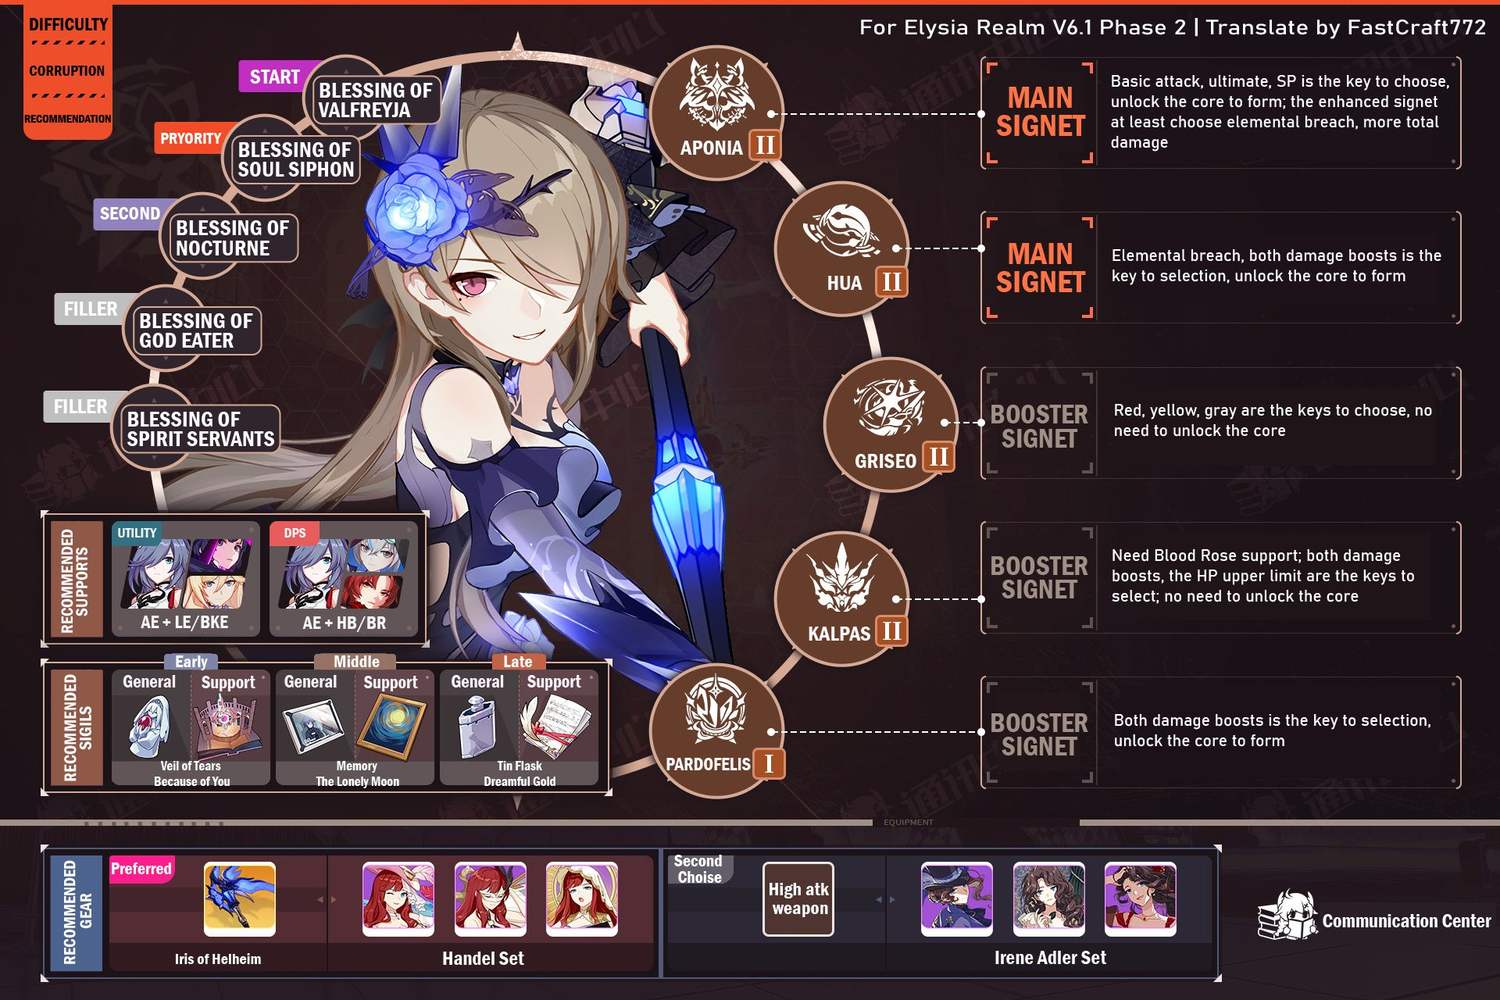 DIFFICULTY
CORRUPTION
RECOMMENDATION
For Elysia Realm V6.1 Phase 2 | Translate by FastCraft772
START
BLESSING OF
VALFREYJA
PRYORITY
BLESSING OF
SOUL SIPHON
SECOND
BLESSING OF
NOCTURNE
FILLER
BLESSING OF
GOD EATER
FILLER
BLESSING OF
SPIRIT SERVANTS
APONIA II
MAIN
SIGNET
Basic attack, ultimate, SP is the key to choose,
unlock the core to form; the enhanced signet
at least choose elemental breach, more total
damage
HUA II
MAIN
SIGNET
Elemental breach, both damage boosts is the
key to selection, unlock the core to form
GRISEO II
BOOSTER
SIGNET
Red, yellow, gray are the keys to choose, no
need to unlock the core
KALPAS II
BOOSTER
SIGNET
Need Blood Rose support; both damage
boosts, the HP upper limit are the keys to
select; no need to unlock the core
PARDOFELIS I
BOOSTER
SIGNET
Both damage boosts is the key to selection,
unlock the core to form
RECOMMENDED
SUPPORTS
UTILITY
AE + LE/BKE
DPS
AE + HB/BR
RECOMMENDED
SIGILS
Early
General Support
Veil of Tears
Because of You
Middle
General Support
Memory
The Lonely Moon
Late
General Support
Tin Flask
Dreamful Gold
EQUIPMENT
RECOMMENDED
GEAR
Preferred
Iris of Helheim
Handel Set
Second
Choise
High atk
weapon
Irene Adler Set
Communication Center